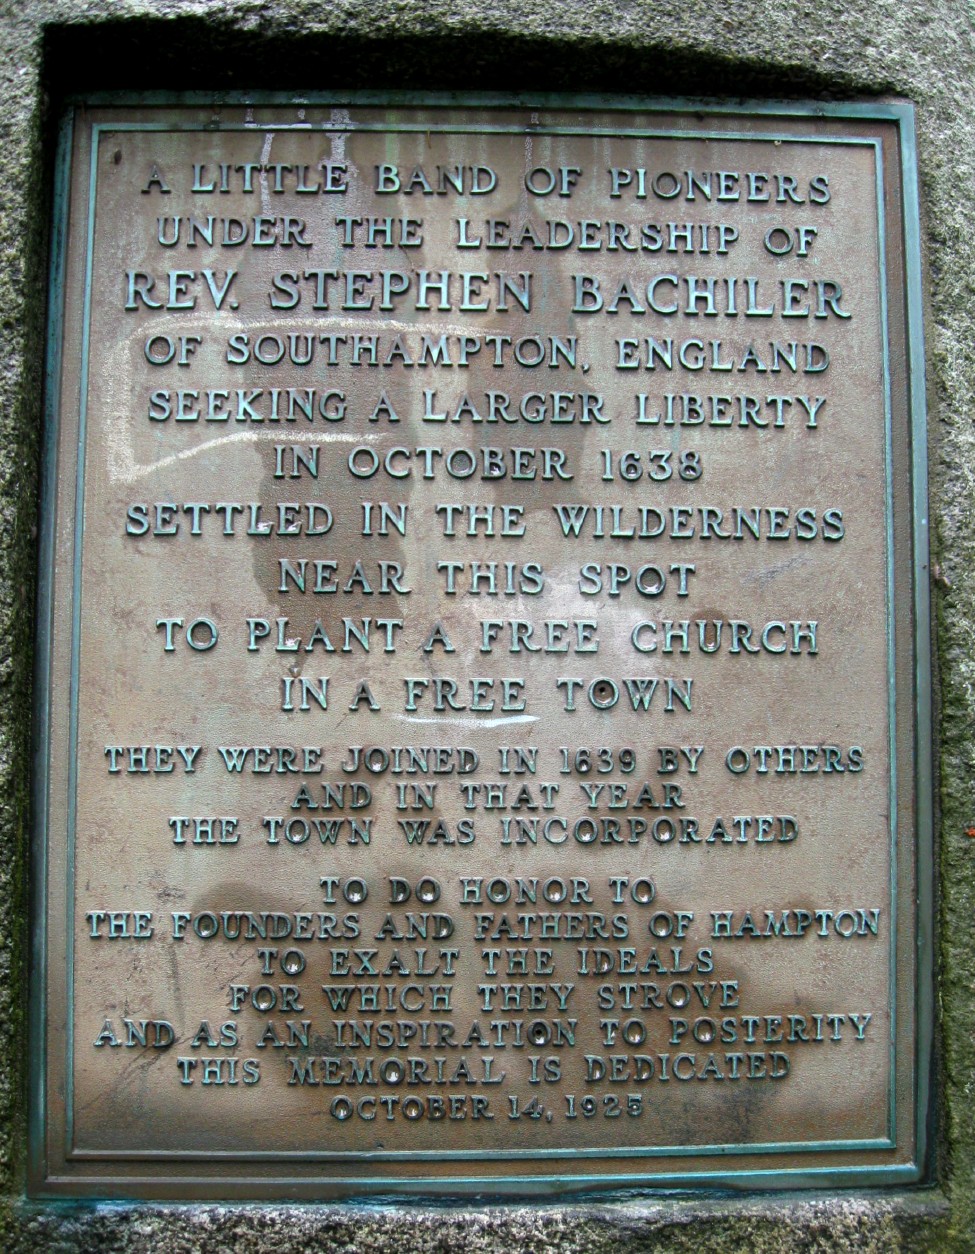 A LITTLE BAND OF PIONEERS
UNDER THE LEADERSHIP OF
REV. STEPHEN BACHILER
OF SOUTHAMPTON, ENGLAND
SEEKING A LARGER LIBERTY
IN OCTOBER 1638
SETTLED IN THE WILDERNESS
NEAR THIS SPOT
TO PLANT A FREE CHURCH
IN A FREE TOWN
THEY WERE JOINED IN 1639 BY OTHERS
AND IN THAT YEAR
THE TOWN WAS INCORPORATED
TO DO HONOR TO
THE FOUNDERS AND FATHERS OF HAMPTON
TO EXALT THE IDEALS
FOR WHICH THEY STROVE
AND AS AN INSPIRATION TO POSTERITY
THIS MEMORIAL IS DEDICATED
OCTOBER 14, 1925